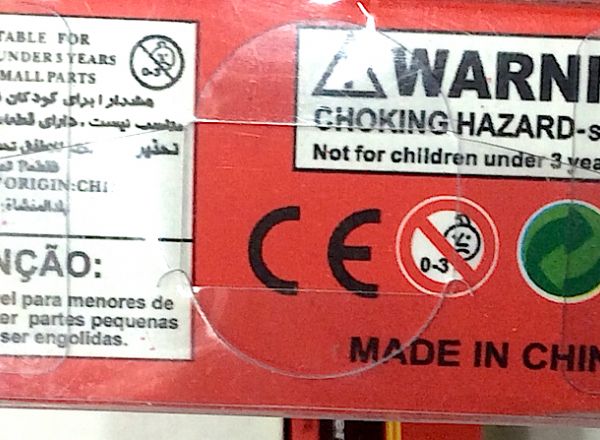 TABLE FOR
UNDER 3 YEARS
MALL PARTS
0-3
هشدار ! برای کودکان
مناسب نیست ، دارای قطعات
تحذير
ORIGIN:CHI
NÇÃO:
el para menores de
er partes pequenas
ser engolidas.
WARNI
CHOKING HAZARD-s
Not for children under 3 yea
CE
0-3
MADE IN CHIN